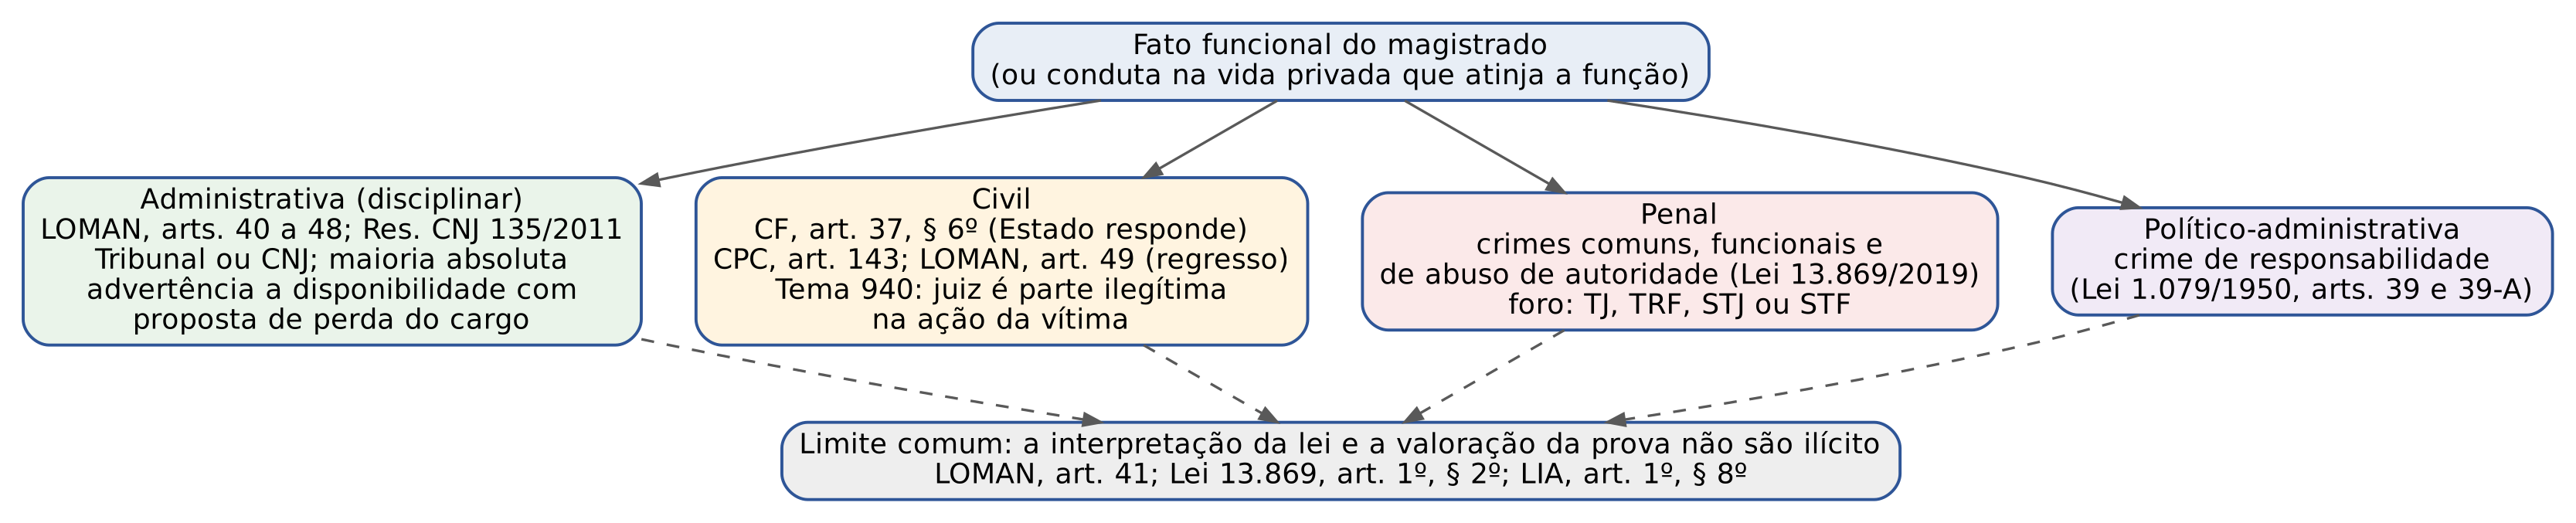 Fato funcional do magistrado
(ou conduta na vida privada que atinja a função)
Administrativa (disciplinar)
LOMAN, arts. 40 a 48; Res. CNJ 135/2011
Tribunal ou CNJ; maioria absoluta
advertência a disponibilidade com
proposta de perda do cargo
Civil
CF, art. 37, § 6º (Estado responde)
CPC, art. 143; LOMAN, art. 49 (regresso)
Tema 940: juiz é parte ilegítima
na ação da vítima
Penal
crimes comuns, funcionais e
de abuso de autoridade (Lei 13.869/2019)
foro: TJ, TRF, STJ ou STF
Político-administrativa
crime de responsabilidade
(Lei 1.079/1950, arts. 39 e 39-A)
Limite comum: a interpretação da lei e a valoração da prova não são ilícito
LOMAN, art. 41; Lei 13.869, art. 1º, § 2º; LIA, art. 1º, § 8º